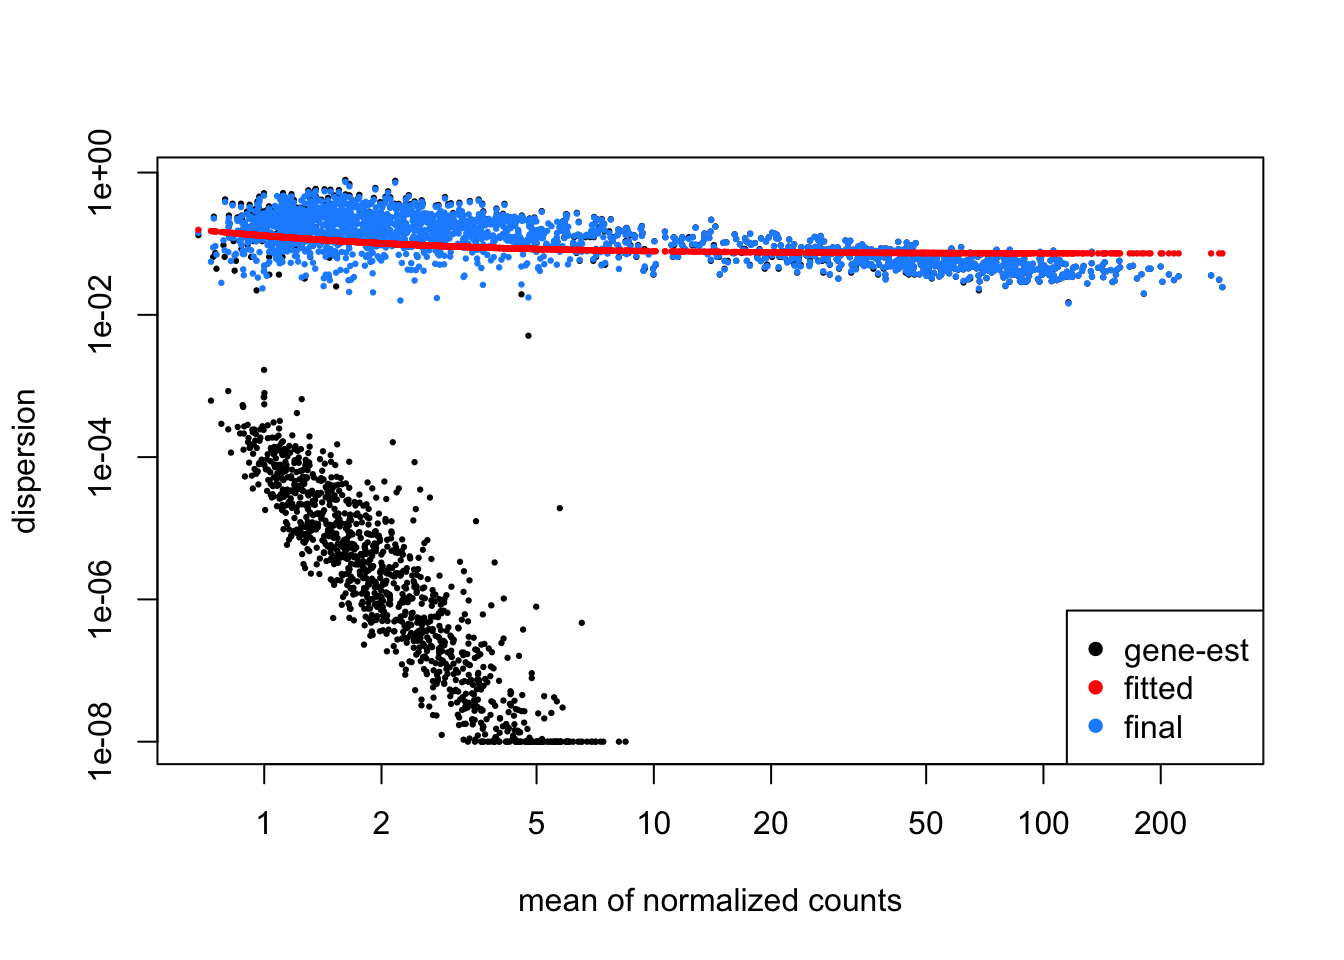 1e+00
1e-02
1e-04
1e-06
1e-08
dispersion
gene-est
fitted
final
1 2 5 10 20 50 100 200
mean of normalized counts